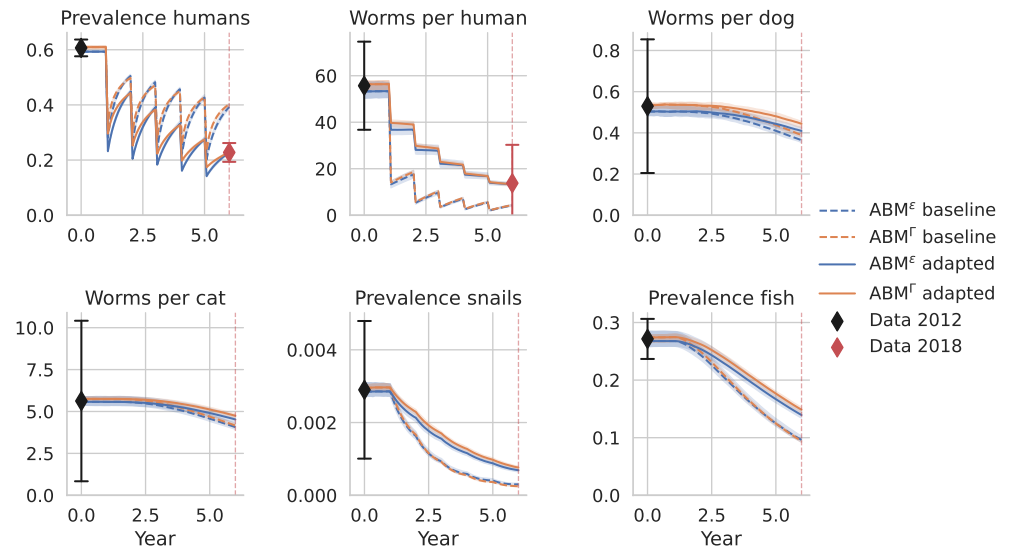 Prevalence humans
0.6
0.4
0.2
0.0
0.0 2.5 5.0
Worms per human
60
40
20
0
0.0 2.5 5.0
Worms per dog
0.8
0.6
0.4
0.2
0.0
0.0 2.5 5.0
ABMᵋ baseline
ABMᴦ baseline
ABMᵋ adapted
ABMᴦ adapted
Data 2012
Data 2018
Worms per cat
10.0
7.5
5.0
2.5
0.0
0.0 2.5 5.0
Year
Prevalence snails
0.004
0.002
0.000
0.0 2.5 5.0
Year
Prevalence fish
0.3
0.2
0.1
0.0
0.0 2.5 5.0
Year